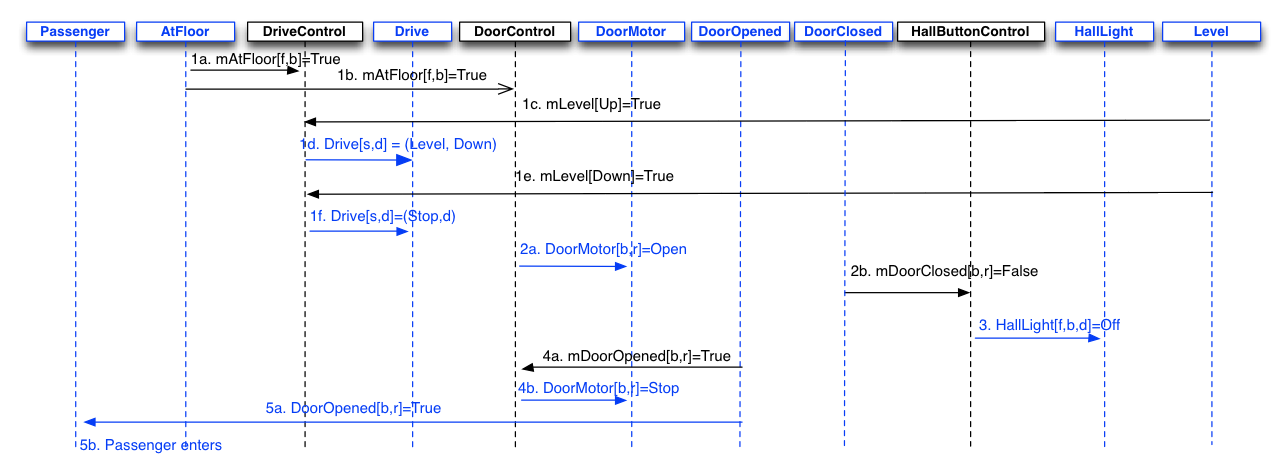 Passenger
AtFloor
DriveControl
Drive
DoorControl
DoorMotor
DoorOpened
DoorClosed
HallButtonControl
HallLight
Level
1a. mAtFloor[f,b]=True
1b. mAtFloor[f,b]=True
1c. mLevel[Up]=True
1d. Drive[s,d] = (Level, Down)
1e. mLevel[Down]=True
1f. Drive[s,d]=(Stop,d)
2a. DoorMotor[b,r]=Open
2b. mDoorClosed[b,r]=False
3. HallLight[f,b,d]=Off
4a. mDoorOpened[b,r]=True
4b. DoorMotor[b,r]=Stop
5a. DoorOpened[b,r]=True
5b. Passenger enters